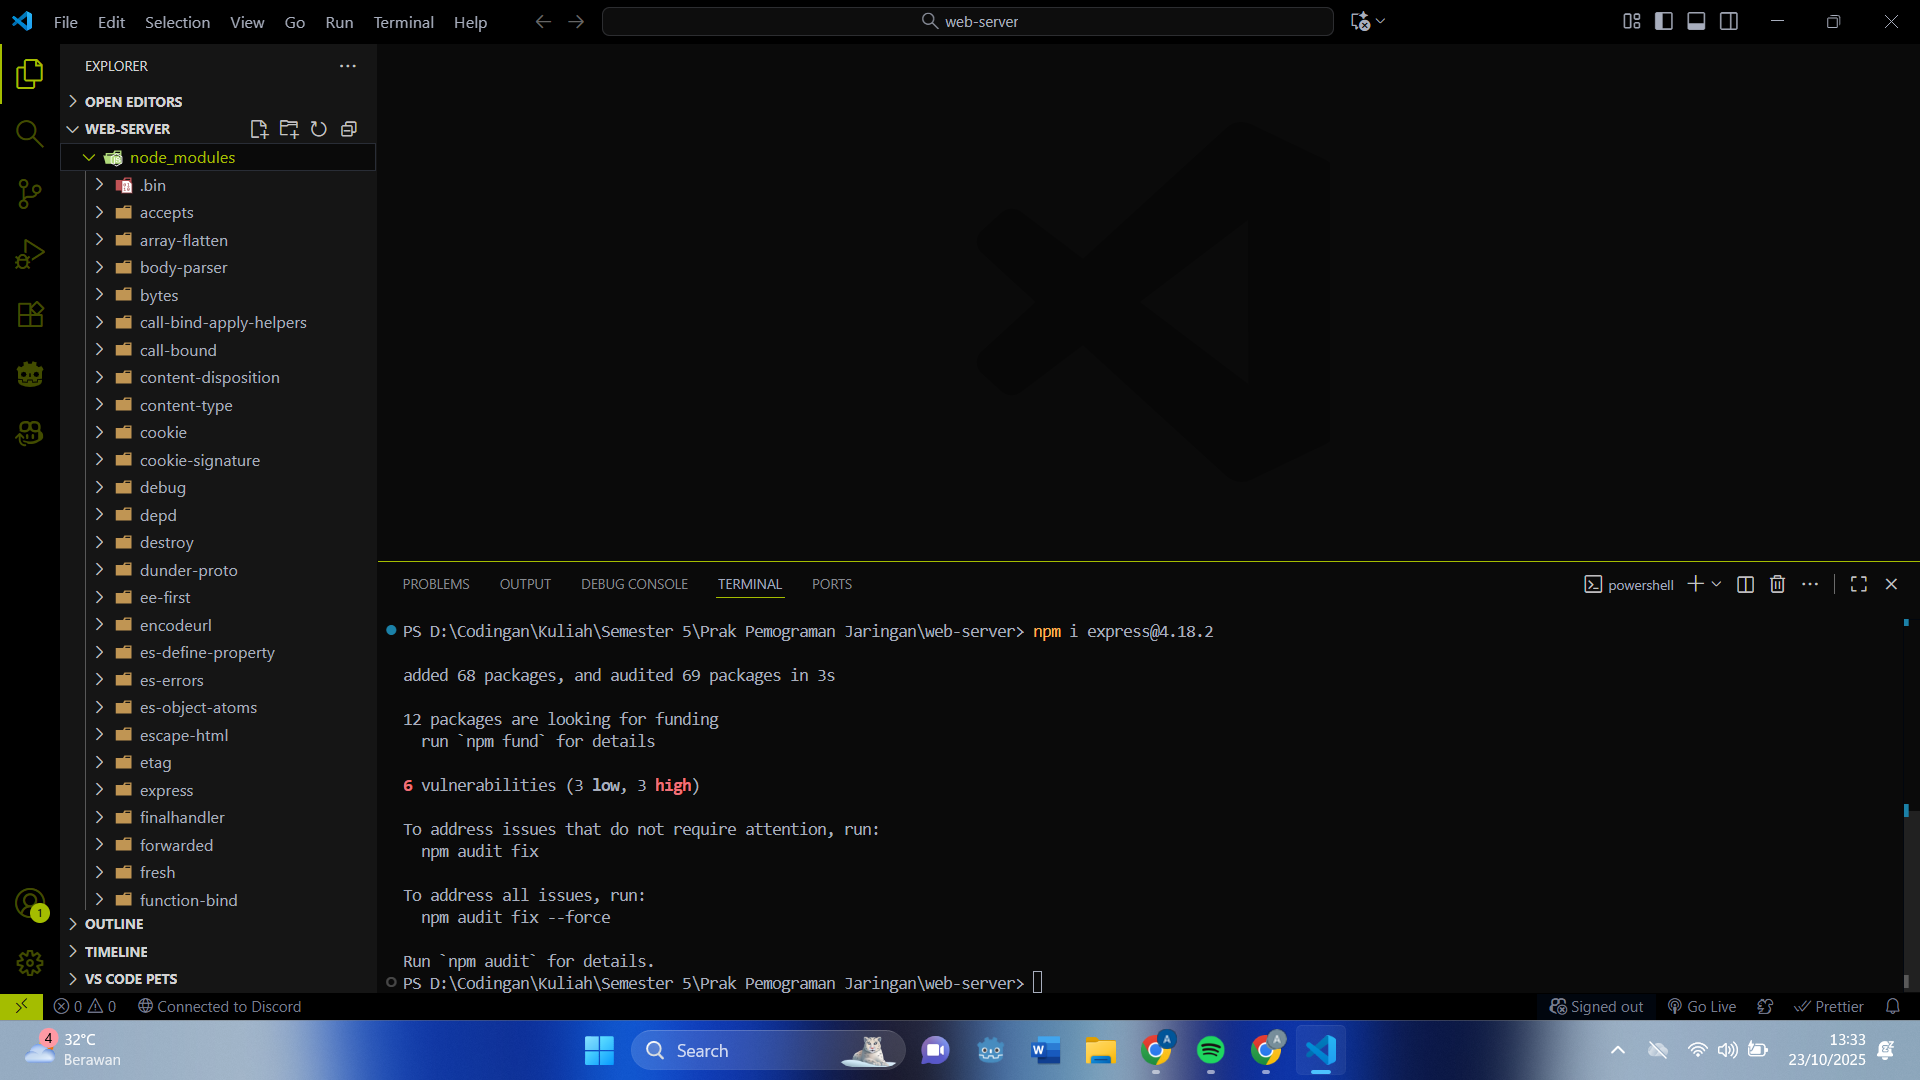 File Edit Selection View Go Run Terminal Help
web-server
EXPLORER
OPEN EDITORS
WEB-SERVER
node_modules
.bin
accepts
array-flatten
body-parser
bytes
call-bind-apply-helpers
call-bound
content-disposition
content-type
cookie
cookie-signature
debug
depd
destroy
dunder-proto
ee-first
encodeurl
es-define-property
es-errors
es-object-atoms
escape-html
etag
express
finalhandler
forwarded
fresh
function-bind
OUTLINE
TIMELINE
VS CODE PETS
1
PROBLEMS OUTPUT DEBUG CONSOLE TERMINAL PORTS
powershell
PS D:\Codingan\Kuliah\Semester 5\Prak Pemograman Jaringan\web-server> npm i express@4.18.2
added 68 packages, and audited 69 packages in 3s
12 packages are looking for funding
run `npm fund` for details
6 vulnerabilities (3 low, 3 high)
To address issues that do not require attention, run:
npm audit fix
To address all issues, run:
npm audit fix --force
Run `npm audit` for details.
PS D:\Codingan\Kuliah\Semester 5\Prak Pemograman Jaringan\web-server>
0 0 Connected to Discord
Signed out Go Live Prettier
4
32°C
Berawan
Search
A
A
13:33
23/10/2025